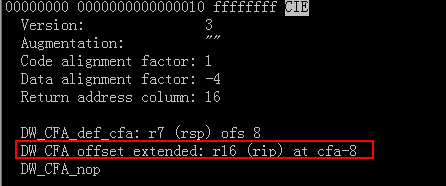 00000000 0000000000000010 ffffffff CIE
Version: 3
Augmentation: ""
Code alignment factor: 1
Data alignment factor: -4
Return address column: 16
DW_CFA_def_cfa: r7 (rsp) ofs 8
DW_CFA_offset_extended: r16 (rip) at cfa-8
DW_CFA_nop